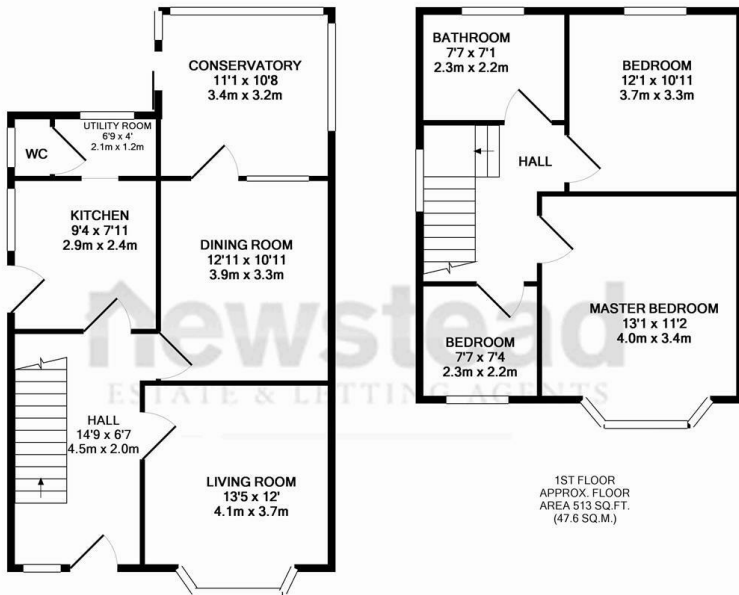 CONSERVATORY
11'1 x 10'8
3.4m x 3.2m
UTILITY ROOM
6'9 x 4'
2.1m x 1.2m
WC
KITCHEN
9'4 x 7'11
2.9m x 2.4m
DINING ROOM
12'11 x 10'11
3.9m x 3.3m
HALL
14'9 x 6'7
4.5m x 2.0m
LIVING ROOM
13'5 x 12'
4.1m x 3.7m
BATHROOM
7'7 x 7'1
2.3m x 2.2m
BEDROOM
12'1 x 10'11
3.7m x 3.3m
HALL
MASTER BEDROOM
13'1 x 11'2
4.0m x 3.4m
BEDROOM
7'7 x 7'4
2.3m x 2.2m
newstead
ESTATE & LETTING AGENTS
1ST FLOOR
APPROX. FLOOR
AREA 513 SQ.FT.
(47.6 SQ.M.)